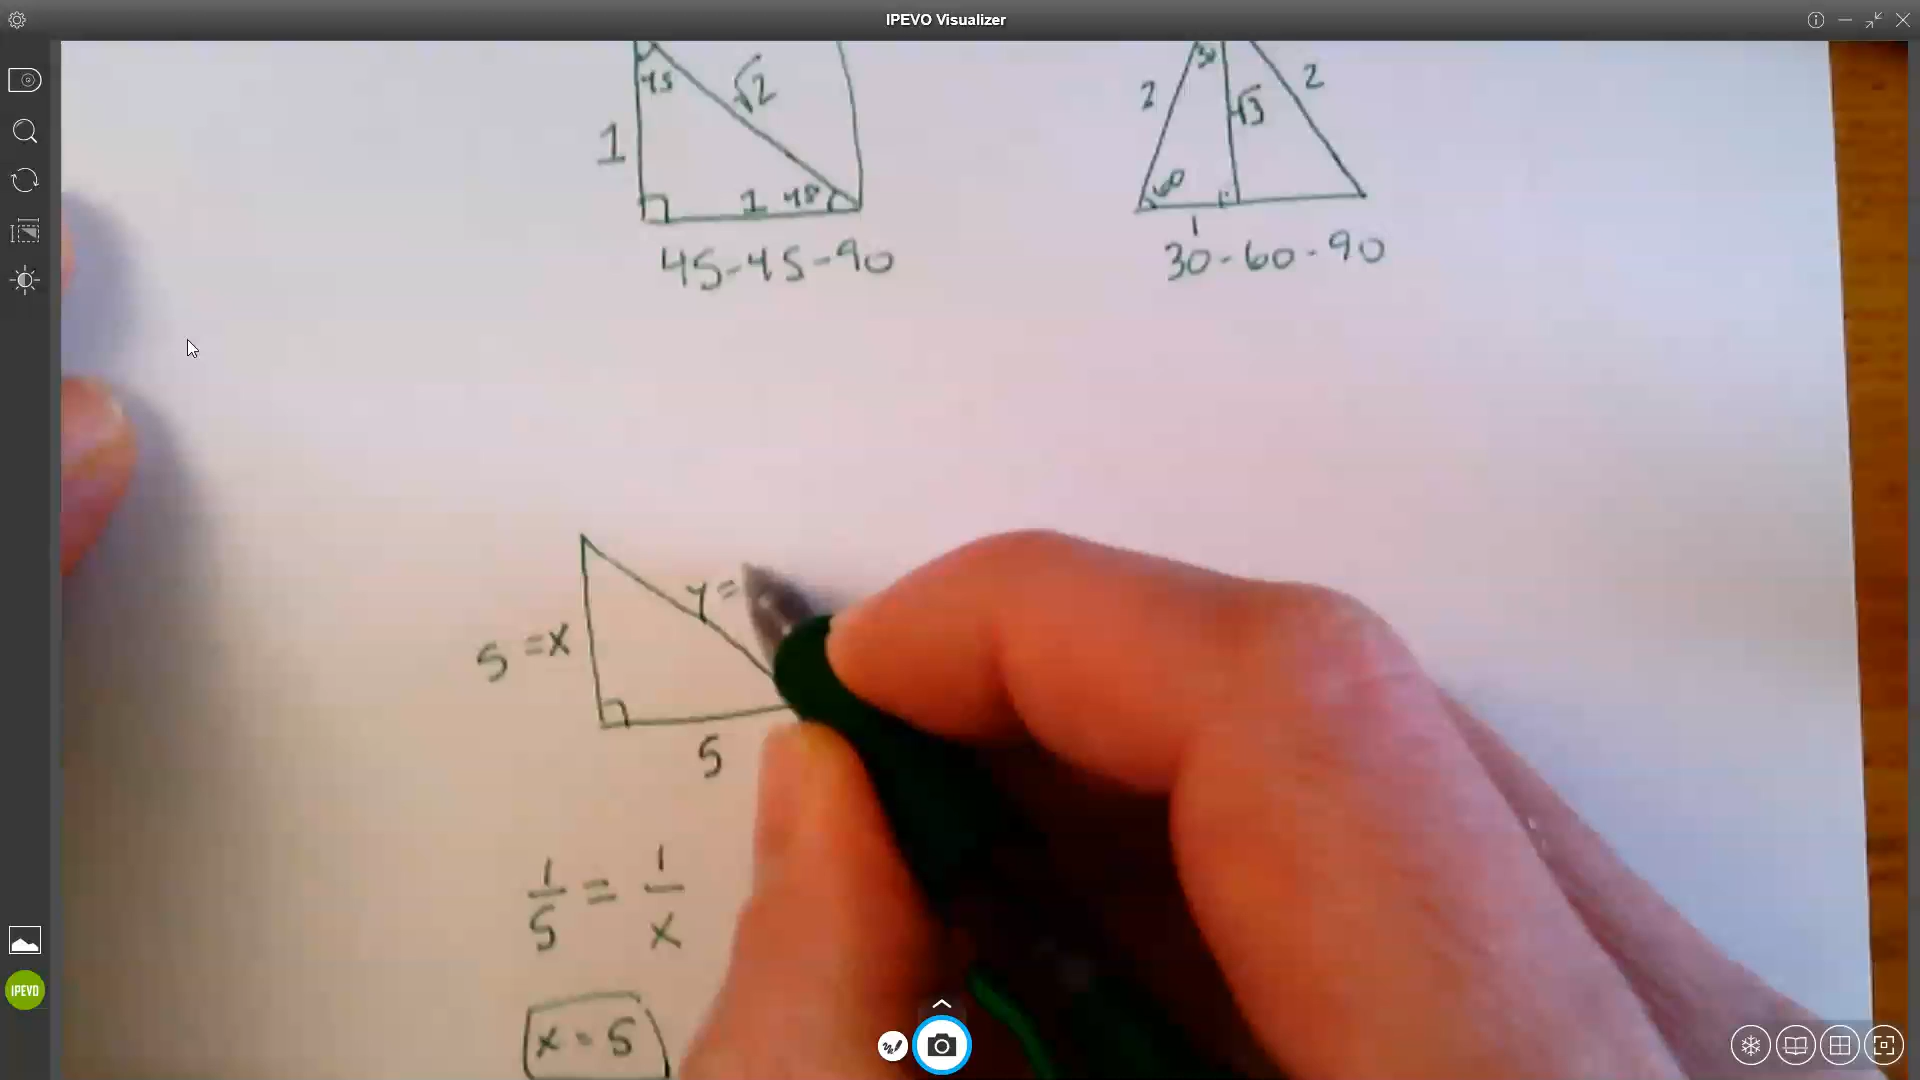 IPEVO Visualizer
45
√2
1
1 45
45-45-90
30
2
√3
2
60
1
30-60-90
y=
5=x
5
1/5 = 1/x
x=5
IPEVO